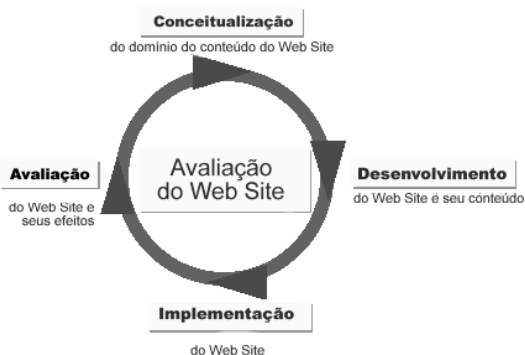 Conceitualização
do domínio do conteúdo do Web Site
Avaliação
do Web Site
Desenvolvimento
do Web Site e seu conteúdo
Implementação
do Web Site
Avaliação
do Web Site e
seus efeitos